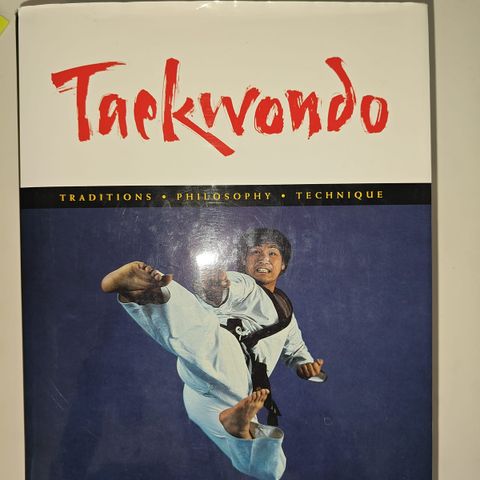 Taekwondo
TRADITIONS • PHILOSOPHY • TECHNIQUE